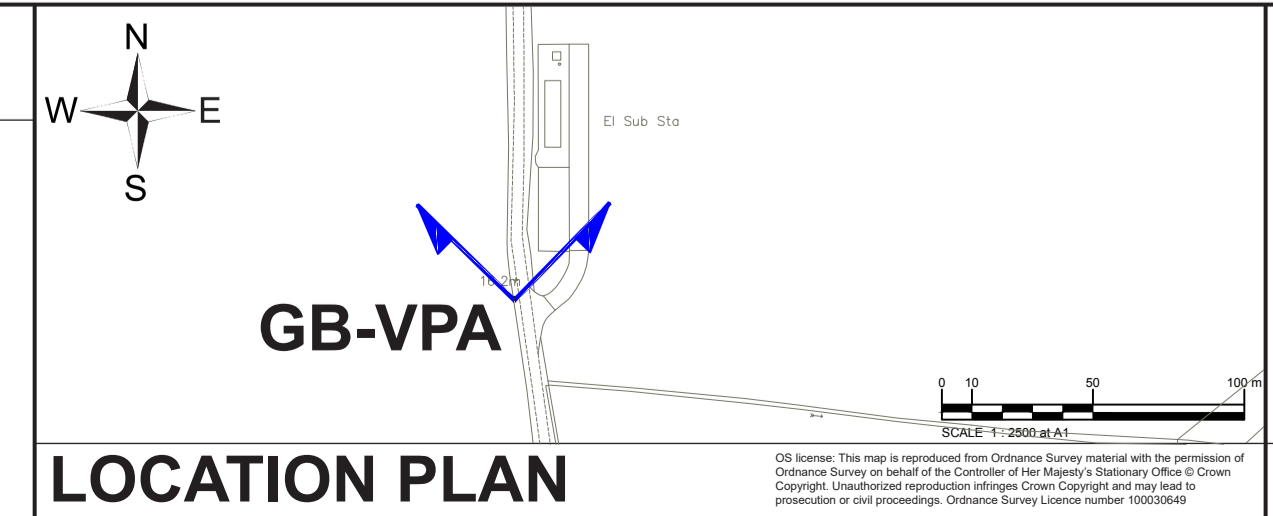 N
W E
S
El Sub Sta
GB-VPA
0 10 50 100 m
SCALE 1 : 2500 at A1
LOCATION PLAN
OS license: This map is reproduced from Ordnance Survey material with the permission of
Ordnance Survey on behalf of the Controller of Her Majesty's Stationary Office © Crown
Copyright. Unauthorized reproduction infringes Crown Copyright and may lead to
prosecution or civil proceedings. Ordnance Survey Licence number 100030649